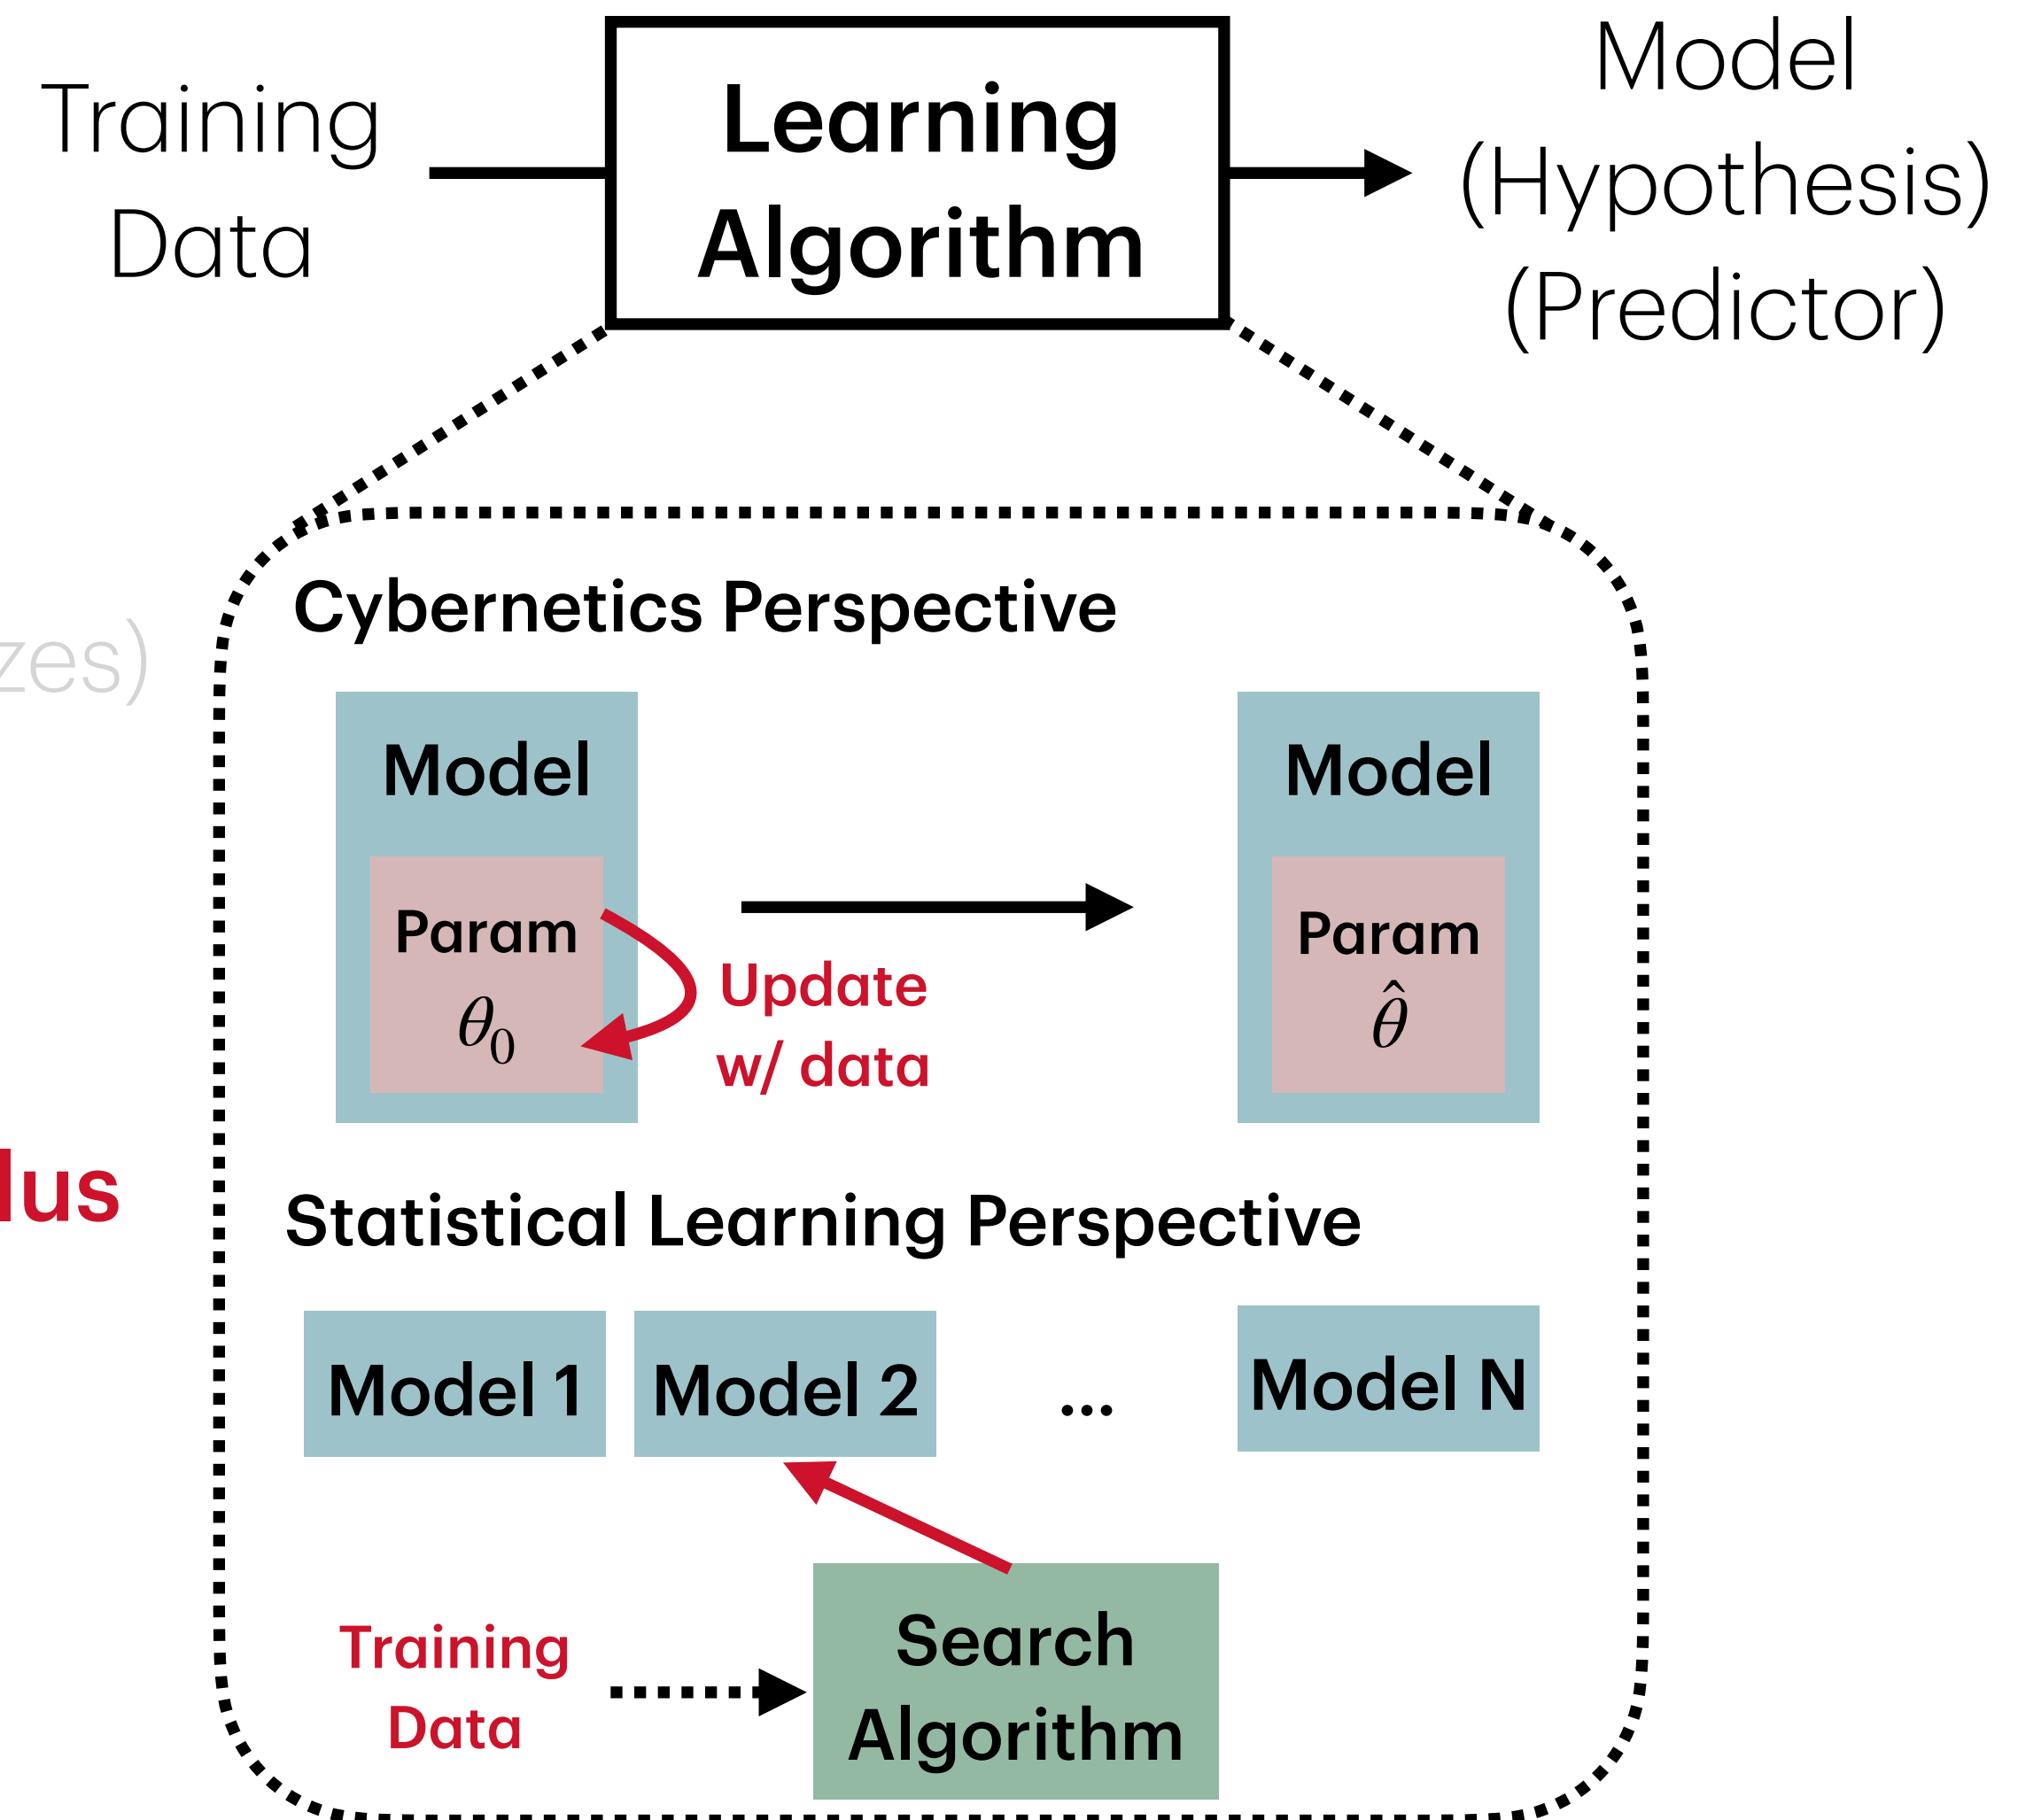 Training
Data
Learning
Algorithm
Model
(Hypothesis)
(Predictor)
zes)
lus
Cybernetics Perspective
Model
Param
θ0
Update
w/ data
Model
Param
θ̂
Statistical Learning Perspective
Model 1
Model 2
...
Model N
Training
Data
Search
Algorithm